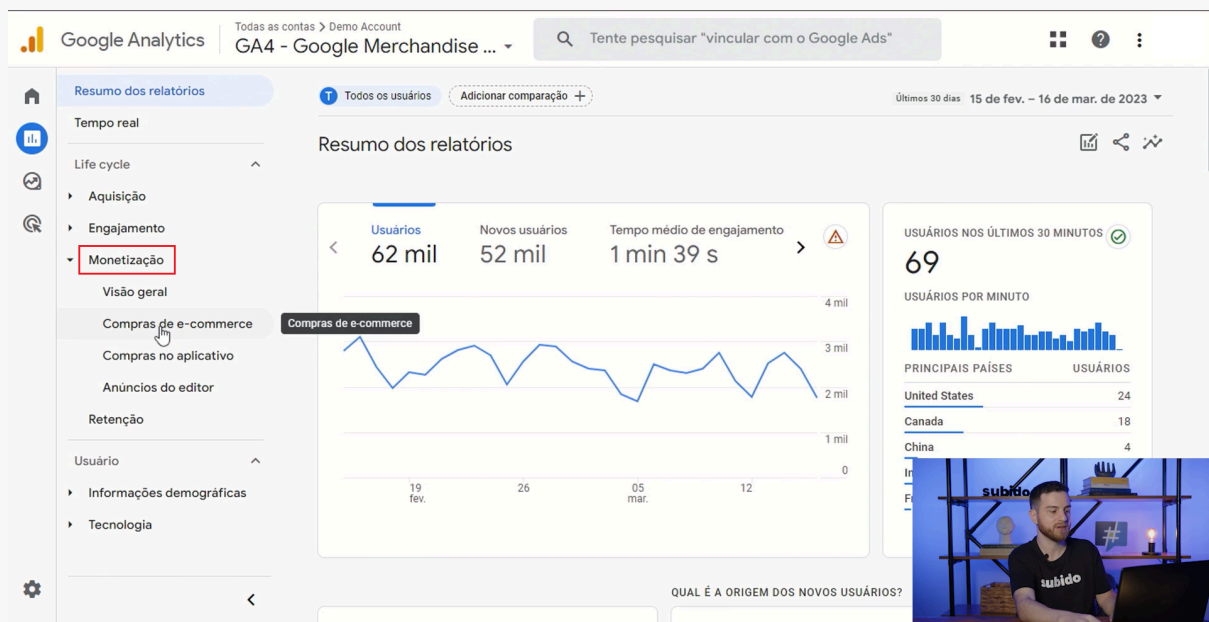 Google Analytics
Todas as contas > Demo Account
GA4 - Google Merchandise ...
Tente pesquisar "vincular com o Google Ads"
Resumo dos relatórios
Tempo real
Life cycle
Aquisição
Engajamento
Monetização
Visão geral
Compras de e-commerce
Compras no aplicativo
Anúncios do editor
Retenção
Usuário
Informações demográficas
Tecnologia
T Todos os usuários
Adicionar comparação +
Últimos 30 dias 15 de fev. – 16 de mar. de 2023
Resumo dos relatórios
Compras de e-commerce
Usuários
62 mil
Novos usuários
52 mil
Tempo médio de engajamento
1 min 39 s
4 mil
3 mil
2 mil
1 mil
0
19
fev.
26
05
mar.
12
USUÁRIOS NOS ÚLTIMOS 30 MINUTOS
69
USUÁRIOS POR MINUTO
PRINCIPAIS PAÍSES USUÁRIOS
United States 24
Canada 18
China 4
QUAL É A ORIGEM DOS NOVOS USUÁRIOS?
subido
#
subido